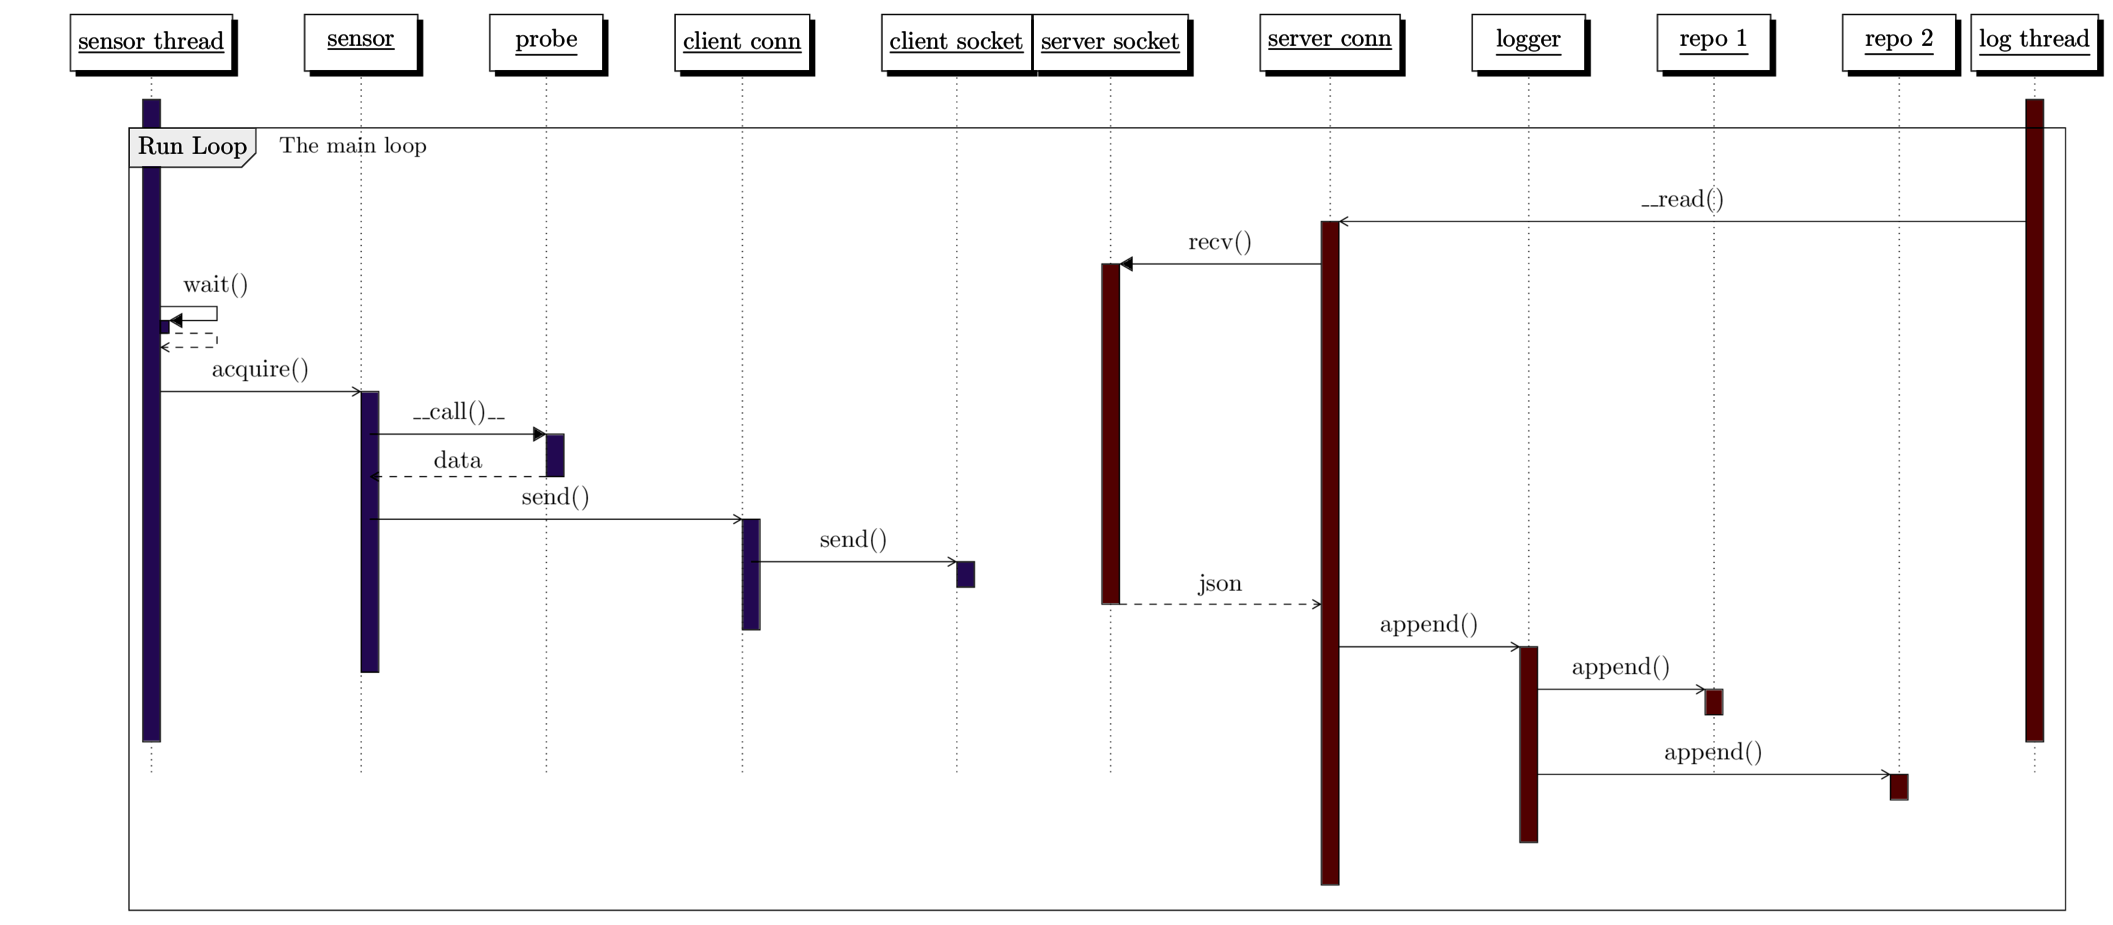 sensor thread
sensor
probe
client conn
client socket
server socket
server conn
logger
repo 1
repo 2
log thread
Run Loop
The main loop
__read()
recv()
wait()
acquire()
__call()__
data
send()
send()
json
append()
append()
append()